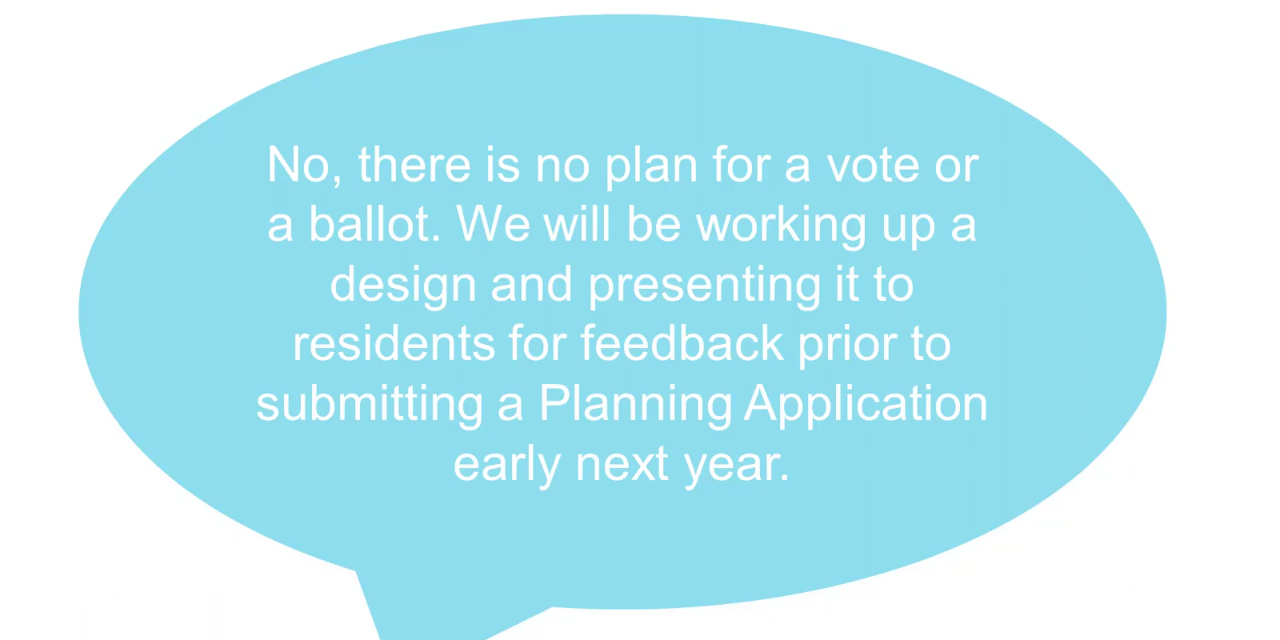 No, there is no plan for a vote or
a ballot. We will be working up a
design and presenting it to
residents for feedback prior to
submitting a Planning Application
early next year.